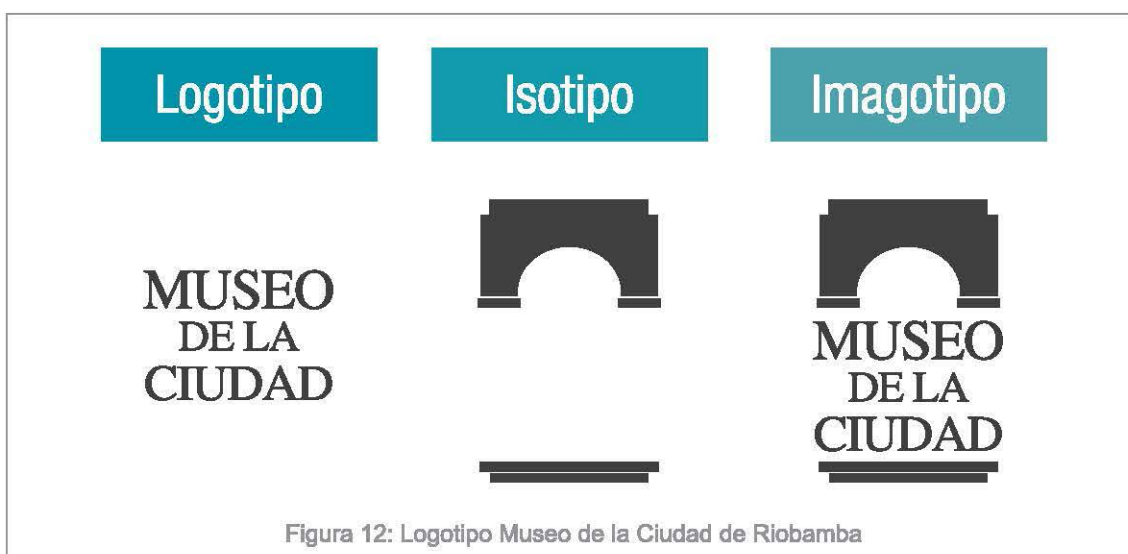 Logotipo
Isotipo
Imagotipo
MUSEO
DE LA
CIUDAD
MUSEO
DE LA
CIUDAD
Figura 12: Logotipo Museo de la Ciudad de Riobamba